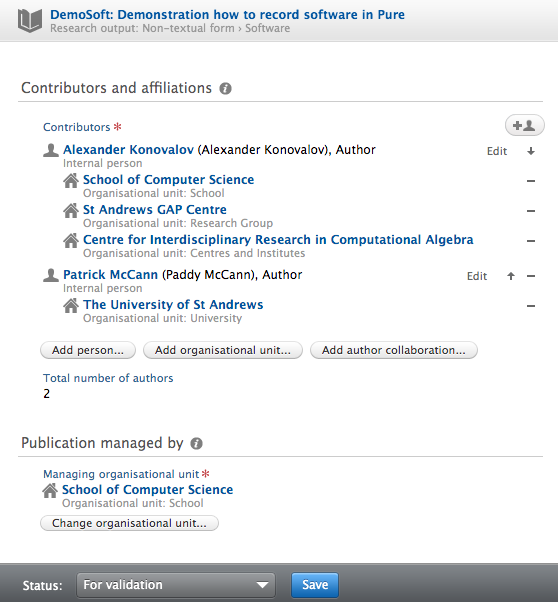 DemoSoft: Demonstration how to record software in Pure
Research output: Non-textual form › Software
Contributors and affiliations
Contributors *
Alexander Konovalov (Alexander Konovalov), Author
Edit
Internal person
School of Computer Science
Organisational unit: School
St Andrews GAP Centre
Organisational unit: Research Group
Centre for Interdisciplinary Research in Computational Algebra
Organisational unit: Centres and Institutes
Patrick McCann (Paddy McCann), Author
Edit
Internal person
The University of St Andrews
Organisational unit: University
Add person... Add organisational unit... Add author collaboration...
Total number of authors
2
Publication managed by
Managing organisational unit *
School of Computer Science
Organisational unit: School
Change organisational unit...
Status: For validation Save